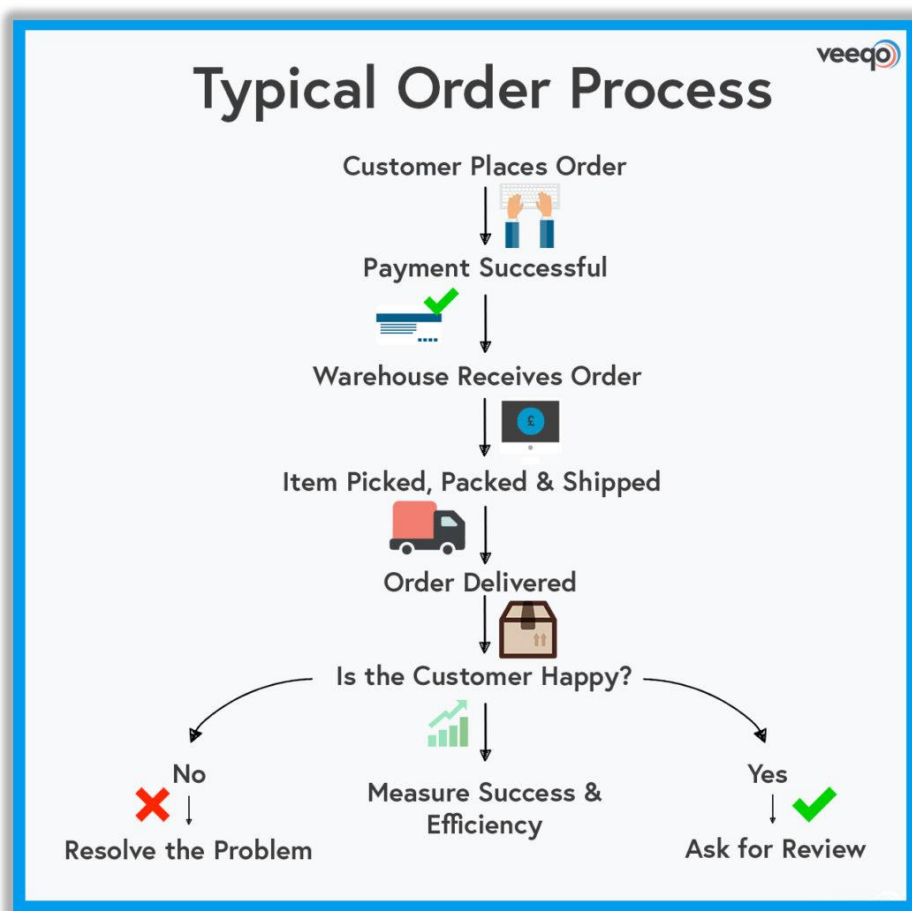 veeqo
Typical Order Process
Customer Places Order
Payment Successful
Warehouse Receives Order
£
Item Picked, Packed & Shipped
Order Delivered
Is the Customer Happy?
No
Measure Success &
Efficiency
Yes
Resolve the Problem
Ask for Review